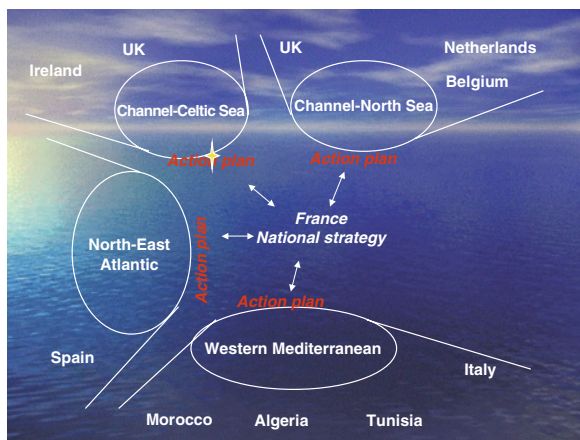 UK
UK
Netherlands
Ireland
Belgium
Channel-Celtic Sea
Channel-North Sea
Action plan
Action plan
France
National strategy
North-East
Atlantic
Action plan
Action plan
Western Mediterranean
Spain
Italy
Morocco
Algeria
Tunisia